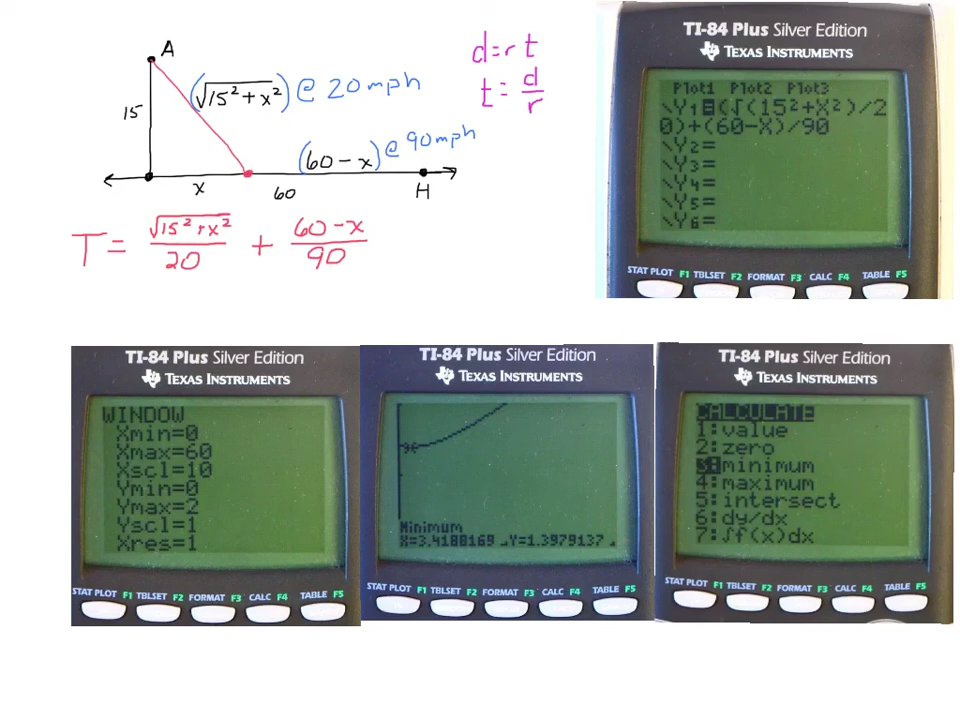 A
(√15² + x²) @ 20 mph
d = r t
t = d/r
15
(60 - x) @ 90 mph
x
60
H
T = √15² + x²/20 + 60 - x/90
TI-84 Plus Silver Edition
TEXAS INSTRUMENTS
Plot1 Plot2 Plot3
\Y1=(√(15²+X²)/2
0)+(60-X)/90
\Y2=
\Y3=
\Y4=
\Y5=
\Y6=
STAT PLOT F1 TBLSET F2 FORMAT F3 CALC F4 TABLE F5
TI-84 Plus Silver Edition
TEXAS INSTRUMENTS
WINDOW
Xmin=0
Xmax=60
Xscl=10
Ymin=0
Ymax=2
Yscl=1
Xres=1
STAT PLOT F1 TBLSET F2 FORMAT F3 CALC F4 TABLE F5
TI-84 Plus Silver Edition
TEXAS INSTRUMENTS
Minimum
X=3.4188169 Y=1.3979137
STAT PLOT F1 TBLSET F2 FORMAT F3 CALC F4 TABLE F5
TI-84 Plus Silver Edition
TEXAS INSTRUMENTS
CALCULATE
1:value
2:zero
3:minimum
4:maximum
5:intersect
6:dy/dx
7:∫f(x)dx
STAT PLOT F1 TBLSET F2 FORMAT F3 CALC F4 TABLE F5